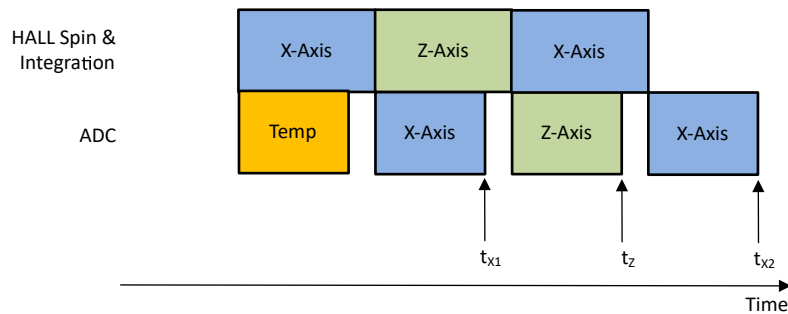 HALL Spin &
Integration
X-Axis
Z-Axis
X-Axis
ADC
Temp
X-Axis
Z-Axis
X-Axis
tX1
tZ
tX2
Time